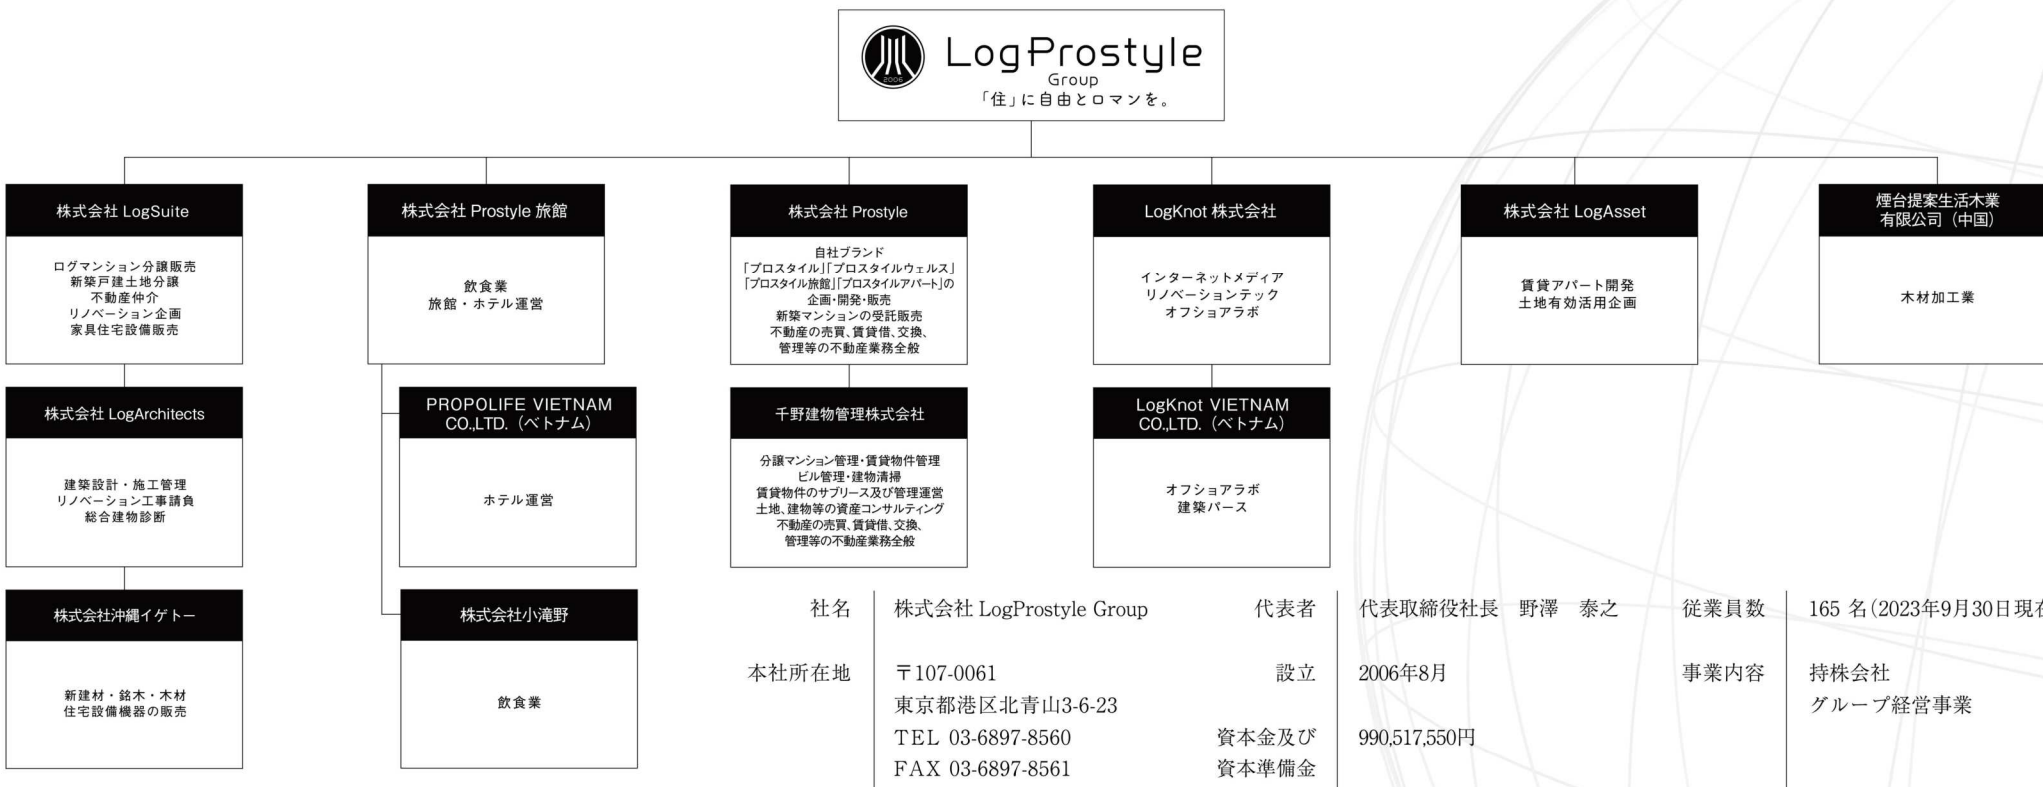 2006
LogProstyle
Group
「住」に自由とロマンを。
株式会社 LogSuite
ログマンション分譲販売
新築戸建土地分譲
不動産仲介
リノベーション企画
家具住宅設備販売
株式会社 LogArchitects
建築設計・施工管理
リノベーション工事請負
総合建物診断
株式会社沖縄イゲトー
新建材・銘木・木材
住宅設備機器の販売
株式会社 Prostyle 旅館
飲食業
旅館・ホテル運営
PROPOLIFE VIETNAM
CO.,LTD.（ベトナム）
ホテル運営
株式会社小滝野
飲食業
株式会社 Prostyle
自社ブランド
「プロスタイル」「プロスタイルウェルス」
「プロスタイル旅館」「プロスタイルアパート」の
企画・開発・販売
新築マンションの受託販売
不動産の売買、賃貸借、交換、
管理等の不動産業務全般
千野建物管理株式会社
分譲マンション管理・賃貸物件管理
ビル管理・建物清掃
賃貸物件のサブリース及び管理運営
土地、建物等の資産コンサルティング
不動産の売買、賃貸借、交換、
管理等の不動産業務全般
LogKnot 株式会社
インターネットメディア
リノベーションテック
オフショアラボ
LogKnot VIETNAM
CO.,LTD.（ベトナム）
オフショアラボ
建築パース
株式会社 LogAsset
賃貸アパート開発
土地有効活用企画
煙台提案生活木業
有限公司（中国）
木材加工業
社名
株式会社 LogProstyle Group
本社所在地
〒107-0061
東京都港区北青山3-6-23
TEL 03-6897-8560
FAX 03-6897-8561
代表者
代表取締役社長 野澤 泰之
設立
2006年8月
資本金及び
資本準備金
990,517,550円
従業員数
165 名(2023年9月30日現在
事業内容
持株会社
グループ経営事業